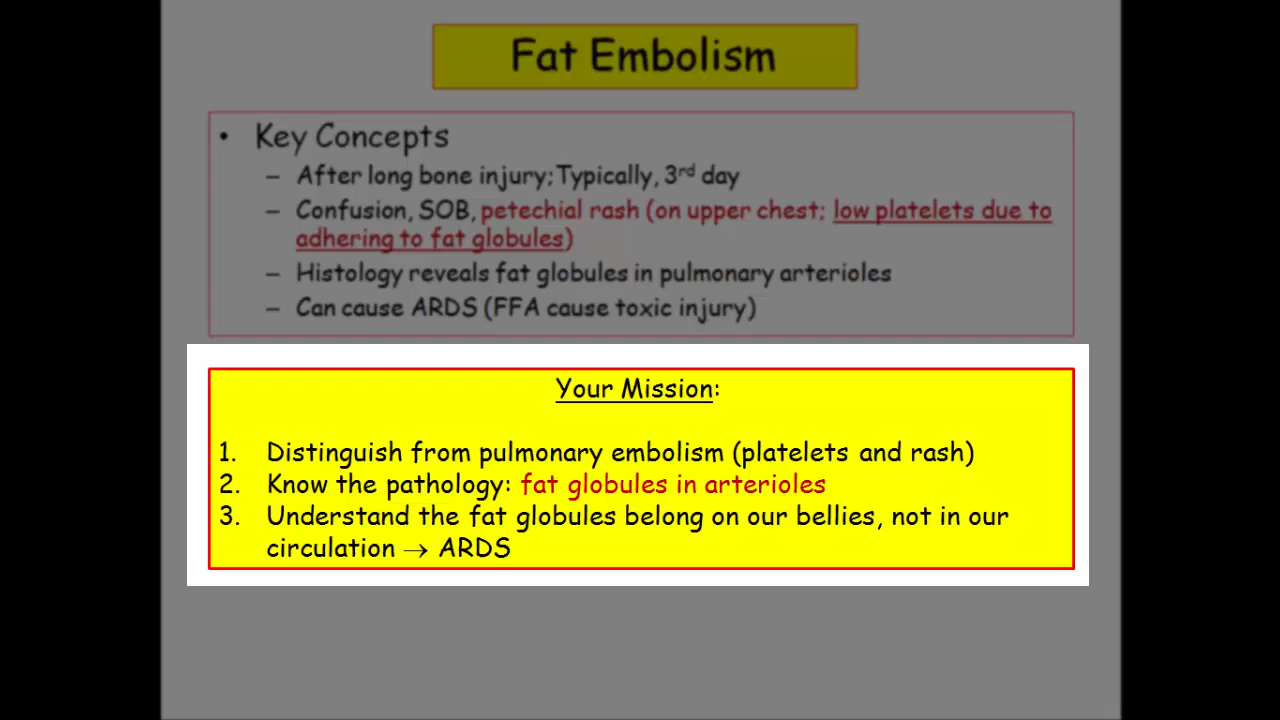 Fat Embolism
• Key Concepts
– After long bone injury; Typically, 3rd day
– Confusion, SOB, petechial rash (on upper chest; low platelets due to
adhering to fat globules)
– Histology reveals fat globules in pulmonary arterioles
– Can cause ARDS (FFA cause toxic injury)
Your Mission:
1. Distinguish from pulmonary embolism (platelets and rash)
2. Know the pathology: fat globules in arterioles
3. Understand the fat globules belong on our bellies, not in our
circulation → ARDS